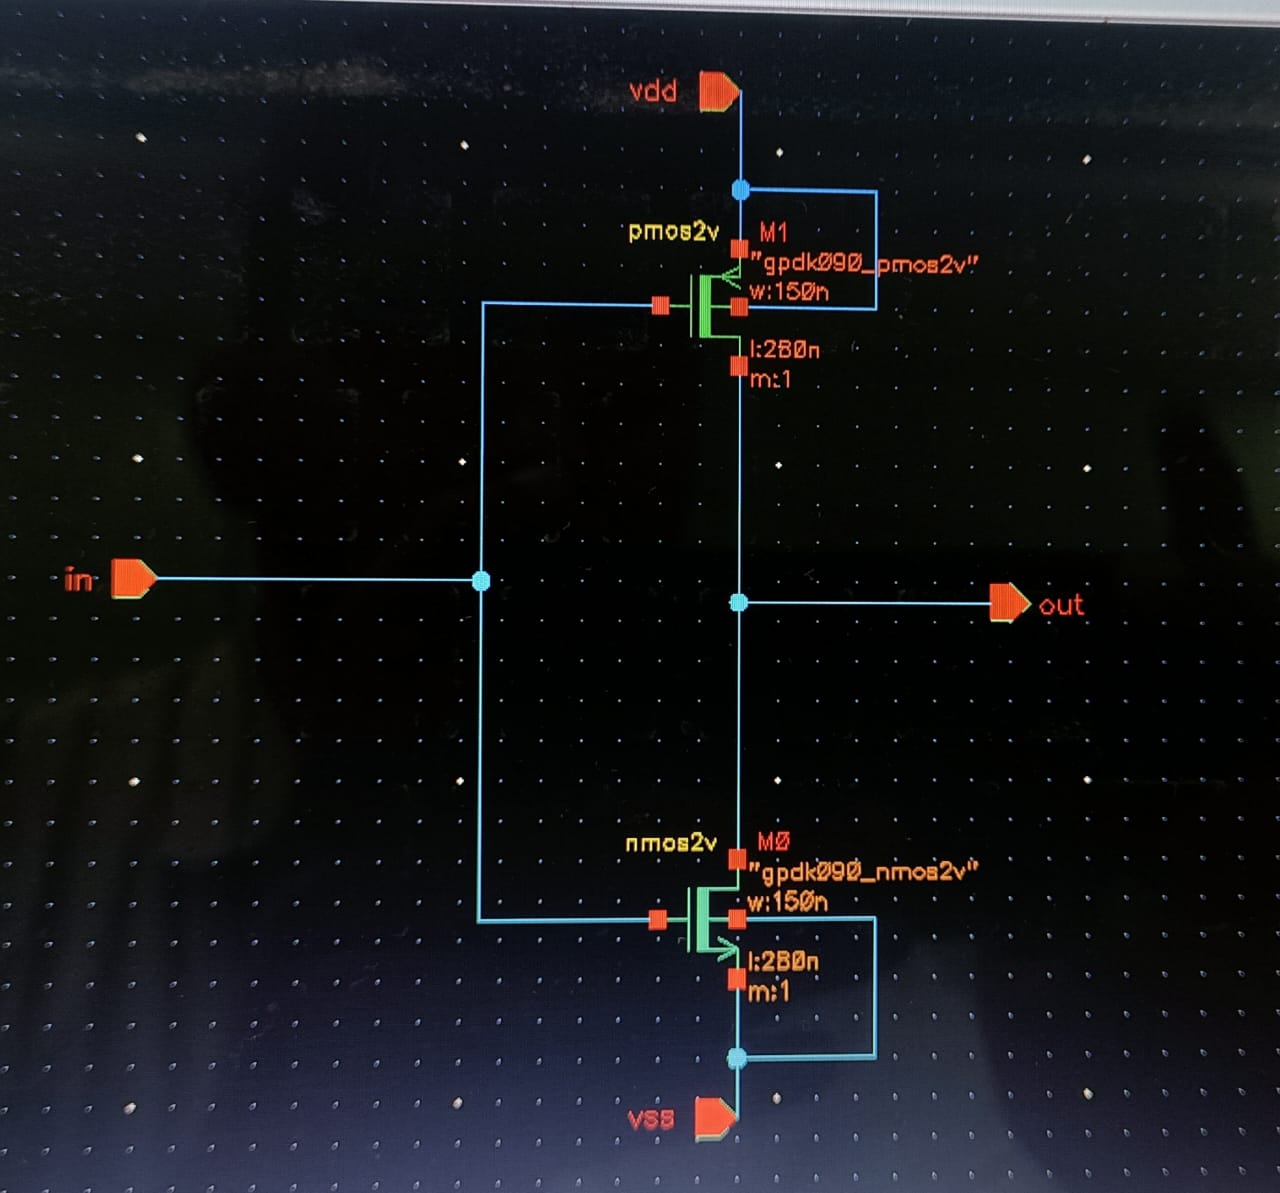 vdd
pmos2v M1
"gpdk090_pmos2v"
w:150n
l:280n
m:1
in
out
nmos2v M0
"gpdk090_nmos2v"
w:150n
l:280n
m:1
vss